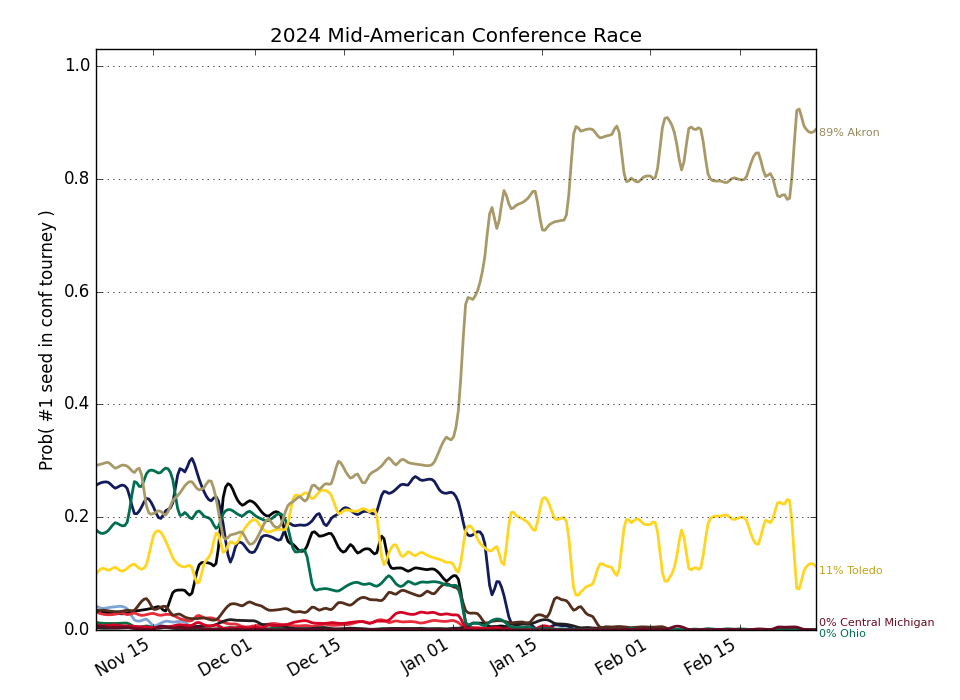 2024 Mid-American Conference Race
Prob( #1 seed in conf tourney )
1.0
0.8
0.6
0.4
0.2
0.0
Nov 15
Dec 01
Dec 15
Jan 01
Jan 15
Feb 01
Feb 15
89% Akron
11% Toledo
0% Central Michigan
0% Ohio